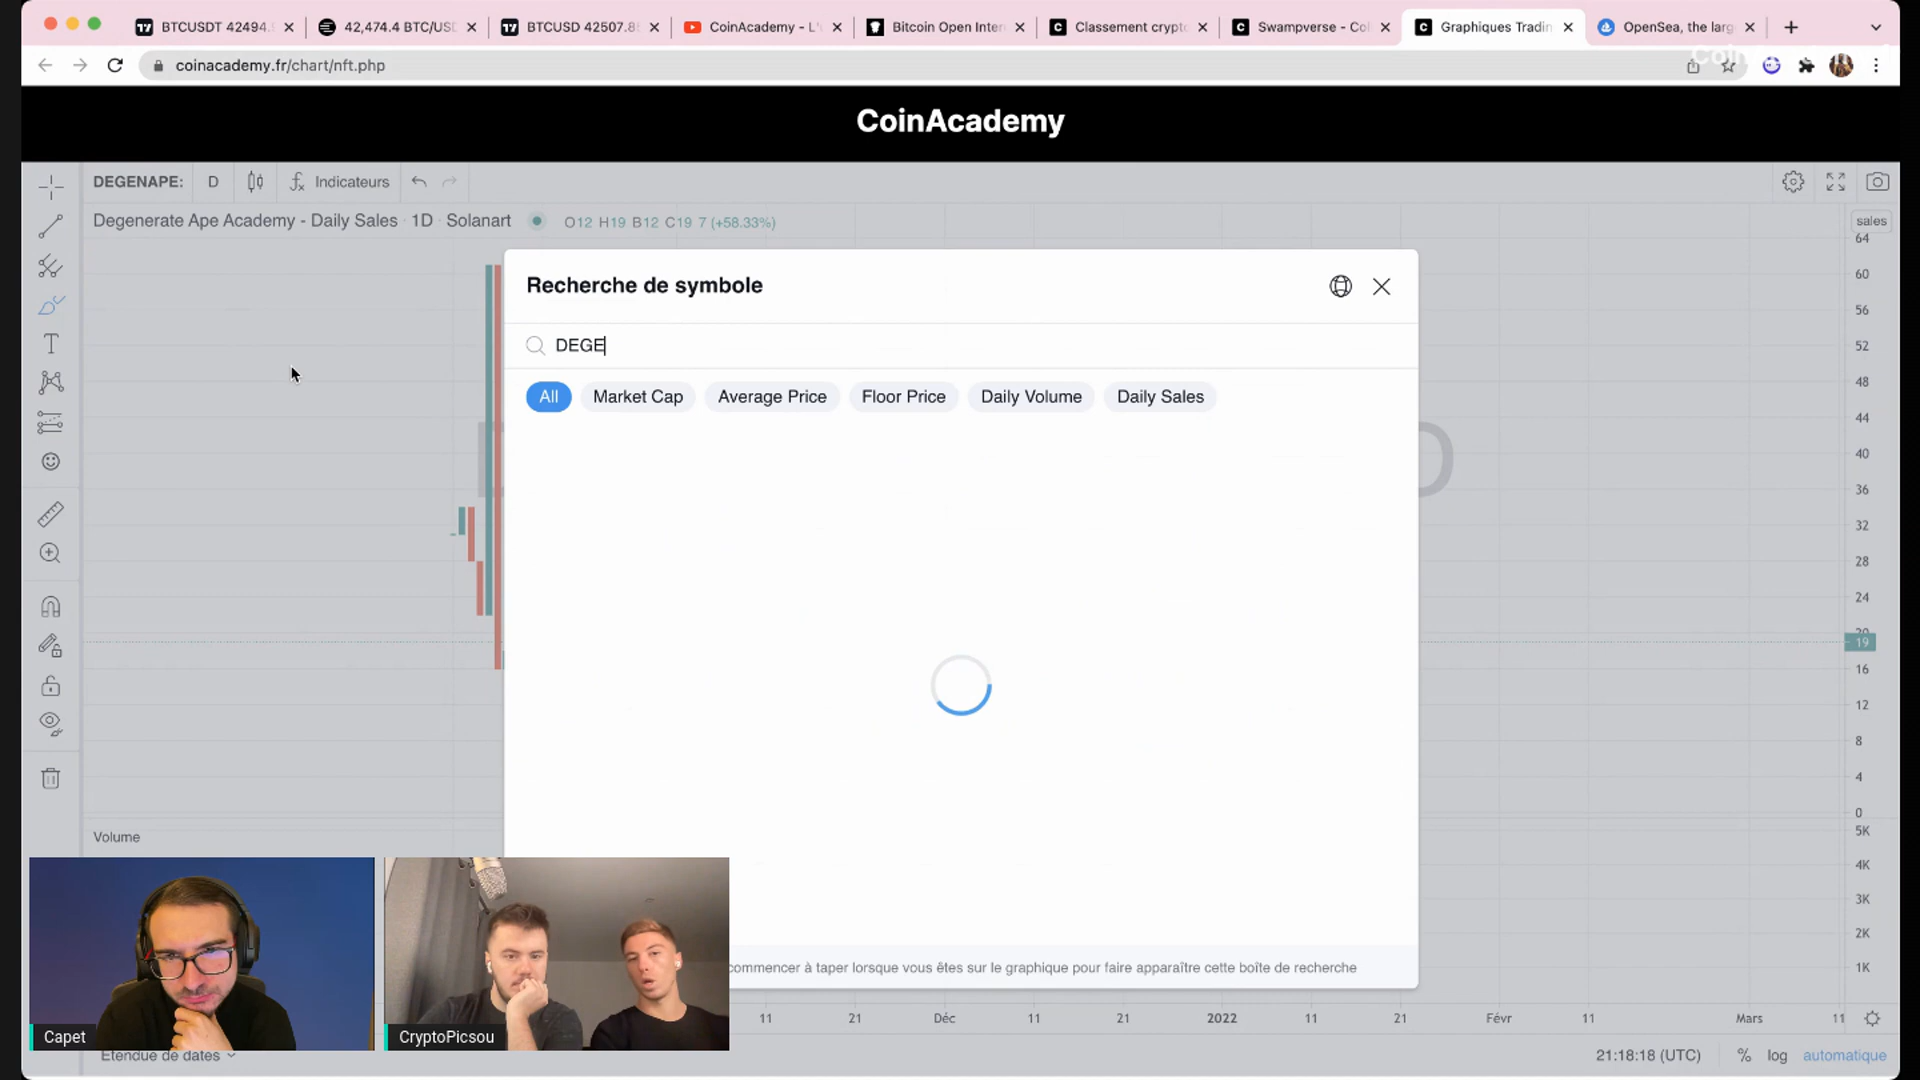 BTCUSDT 42494.
42,474.4 BTC/USD
BTCUSD 42507.8
CoinAcademy - L'
Bitcoin Open Inter
Classement crypto
Swampverse - Co
Graphiques Tradin
OpenSea, the larg
coinacademy.fr/chart/nft.php
CoinAcademy
DEGENAPE:
D
Indicateurs
Degenerate Ape Academy - Daily Sales · 1D · Solanart
O12 H19 B12 C19 7 (+58.33%)
sales
Recherche de symbole
DEGE
All
Market Cap
Average Price
Floor Price
Daily Volume
Daily Sales
64
60
56
52
48
44
40
36
32
28
24
20
19
16
12
8
4
0
Volume
5K
4K
3K
2K
1K
commencer à taper lorsque vous êtes sur le graphique pour faire apparaître cette boîte de recherche
Capet
CryptoPicsou
11
21
Déc
11
21
2022
11
21
Févr
11
Mars
11
Étendue de dates
21:18:18 (UTC)
%
log
automatique